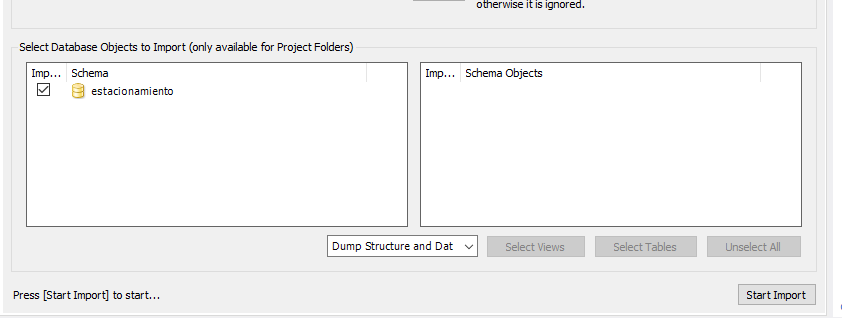 otherwise it is ignored.
Select Database Objects to Import (only available for Project Folders)
Imp... Schema
estacionamiento
Imp... Schema Objects
Dump Structure and Dat
Select Views
Select Tables
Unselect All
Press [Start Import] to start...
Start Import